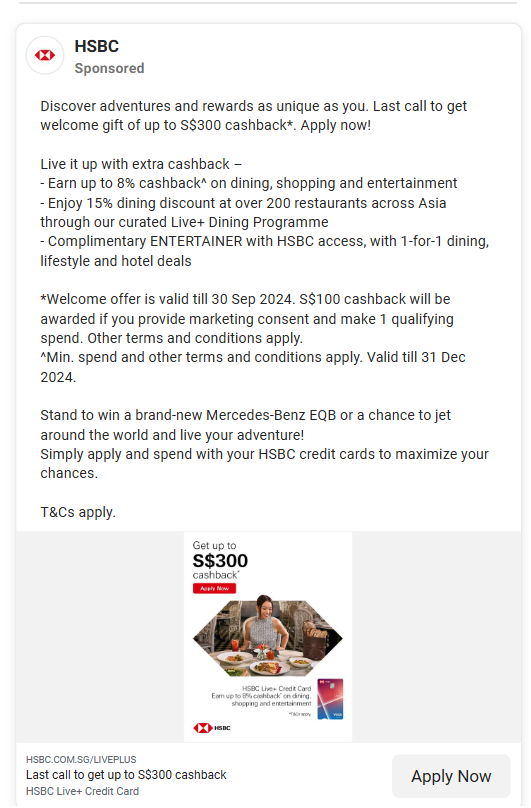 HSBC
Sponsored
Discover adventures and rewards as unique as you. Last call to get
welcome gift of up to S$300 cashback*. Apply now!
Live it up with extra cashback –
- Earn up to 8% cashback^ on dining, shopping and entertainment
- Enjoy 15% dining discount at over 200 restaurants across Asia
through our curated Live+ Dining Programme
- Complimentary ENTERTAINER with HSBC access, with 1-for-1 dining,
lifestyle and hotel deals
*Welcome offer is valid till 30 Sep 2024. S$100 cashback will be
awarded if you provide marketing consent and make 1 qualifying
spend. Other terms and conditions apply.
^Min. spend and other terms and conditions apply. Valid till 31 Dec
2024.
Stand to win a brand-new Mercedes-Benz EQB or a chance to jet
around the world and live your adventure!
Simply apply and spend with your HSBC credit cards to maximize your
chances.
T&Cs apply.
Get up to
S$300
cashback*
Apply Now
HSBC Live+ Credit Card
Earn up to 8% cashback* on dining,
shopping and entertainment
*T&Cs apply
VISA
HSBC
HSBC.COM.SG/LIVEPLUS
Last call to get up to S$300 cashback
HSBC Live+ Credit Card
Apply Now